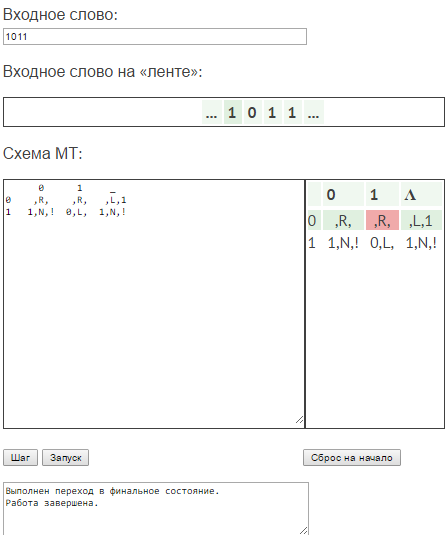 Входное слово:
1011
Входное слово на «ленте»:
... 1 0 1 1 ...
Схема МТ:
0 1 _
0 ,R, ,R, ,L,1
1 1,N,! 0,L, 1,N,!
0 1 Λ
0 ,R, ,R, ,L,1
1 1,N,! 0,L, 1,N,!
Шаг Запуск Сброс на начало
Выполнен переход в финальное состояние.
Работа завершена.